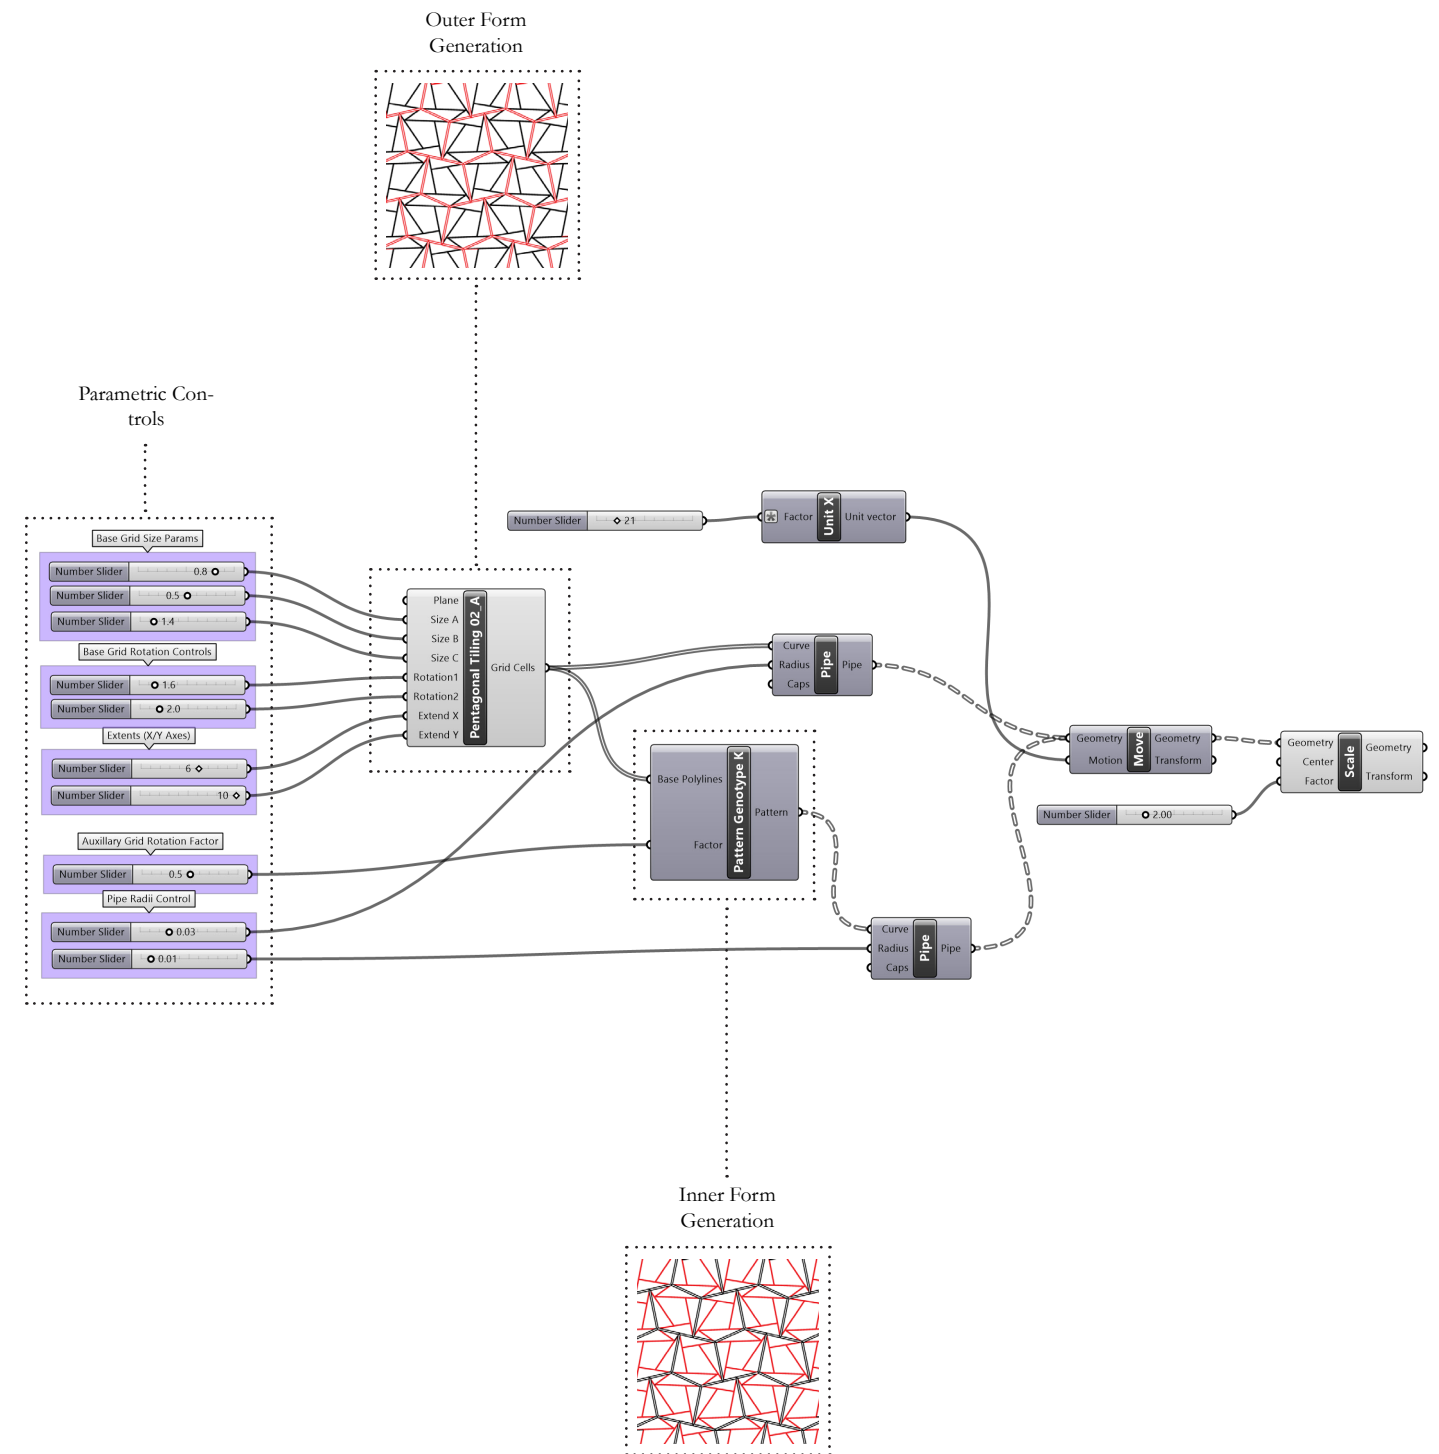 Outer Form
Generation
Parametric Con-
trols
Base Grid Size Params
Number Slider 0.8
Number Slider 0.5
Number Slider 1.4
Base Grid Rotation Controls
Number Slider 1.6
Number Slider 2.0
Extents (X/Y Axes)
Number Slider 6
Number Slider 10
Auxillary Grid Rotation Factor
Number Slider 0.5
Pipe Radii Control
Number Slider 0.03
Number Slider 0.01
Plane
Size A
Size B
Size C
Rotation1
Rotation2
Extend X
Extend Y
Pentagonal Tiling 02_A
Grid Cells
Number Slider 21
Factor
Unit X
Unit vector
Curve
Radius
Caps
Pipe
Pipe
Base Polylines
Factor
Pattern Genotype K
Pattern
Curve
Radius
Caps
Pipe
Pipe
Geometry
Motion
Move
Geometry
Transform
Number Slider 2.00
Geometry
Center
Factor
Scale
Geometry
Transform
Inner Form
Generation